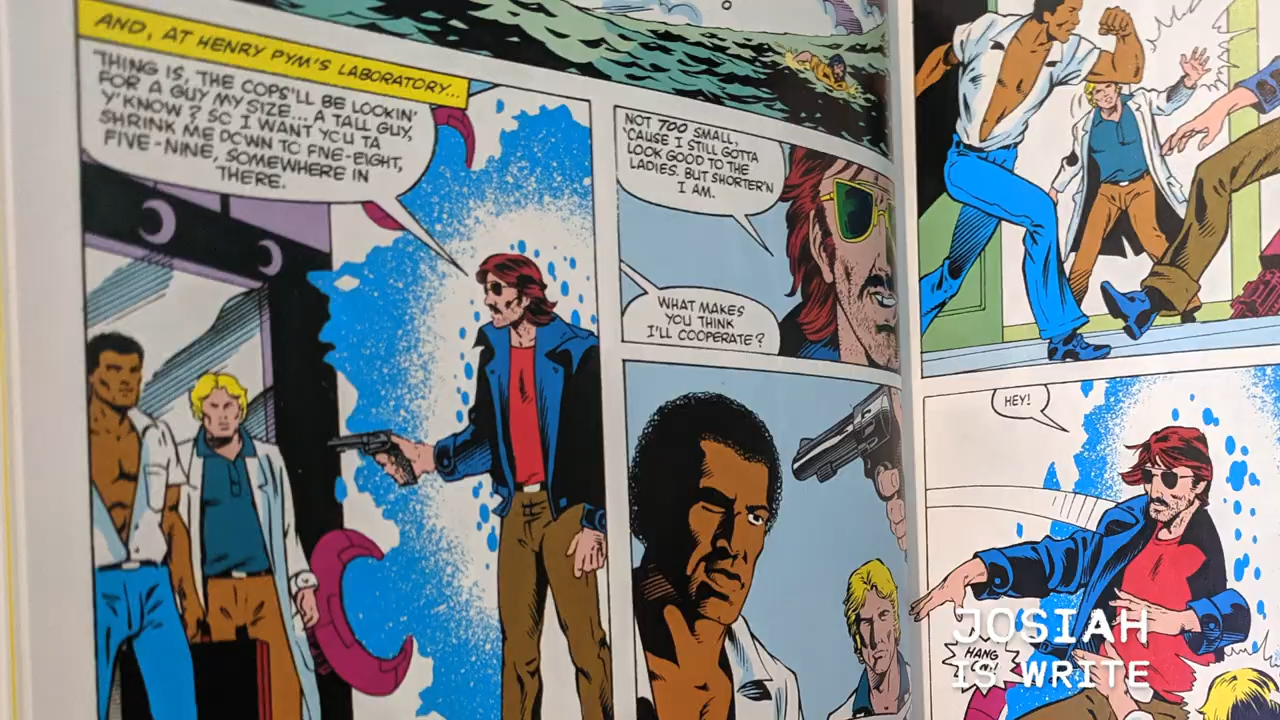 AND, AT HENRY PYM'S LABORATORY...
THING IS, THE COPS'LL BE LOOKIN'
FOR A GUY MY SIZE... A TALL GUY,
Y'KNOW? SO I WANT YOU TA
SHRINK ME DOWN TO FIVE-EIGHT,
FIVE-NINE, SOMEWHERE IN
THERE.
NOT TOO SMALL,
'CAUSE I STILL GOTTA
LOOK GOOD TO THE
LADIES. BUT SHORTER'N
I AM.
WHAT MAKES
YOU THINK
I'LL COOPERATE?
HEY!
HANG
ON!
JOSIAH
IS WRITE